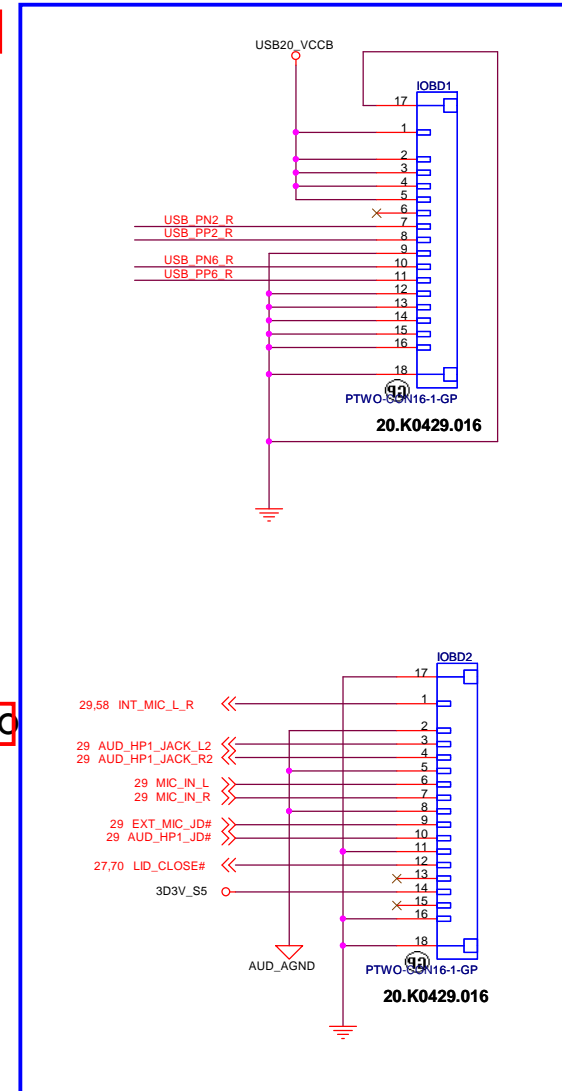 USB20_VCCB
IOBD1
17
1
2
3
4
5
6
USB_PN2_R 7
USB_PP2_R 8
9
USB_PN6_R 10
USB_PP6_R 11
12
13
14
15
16
18
GP
PTWO-CON16-1-GP
20.K0429.016
IOBD2
17
29,58 INT_MIC_L_R 1
2
29 AUD_HP1_JACK_L2 3
29 AUD_HP1_JACK_R2 4
5
29 MIC_IN_L 6
29 MIC_IN_R 7
8
29 EXT_MIC_JD# 9
29 AUD_HP1_JD# 10
11
27,70 LID_CLOSE# 12
13
3D3V_S5 14
15
16
18
AUD_AGND
GP
PTWO-CON16-1-GP
20.K0429.016